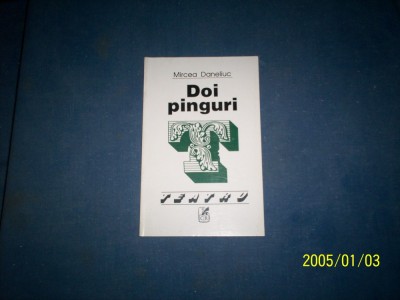 Mircea Daneliuc
Doi
pinguri
T
TEATRU
2005/01/03